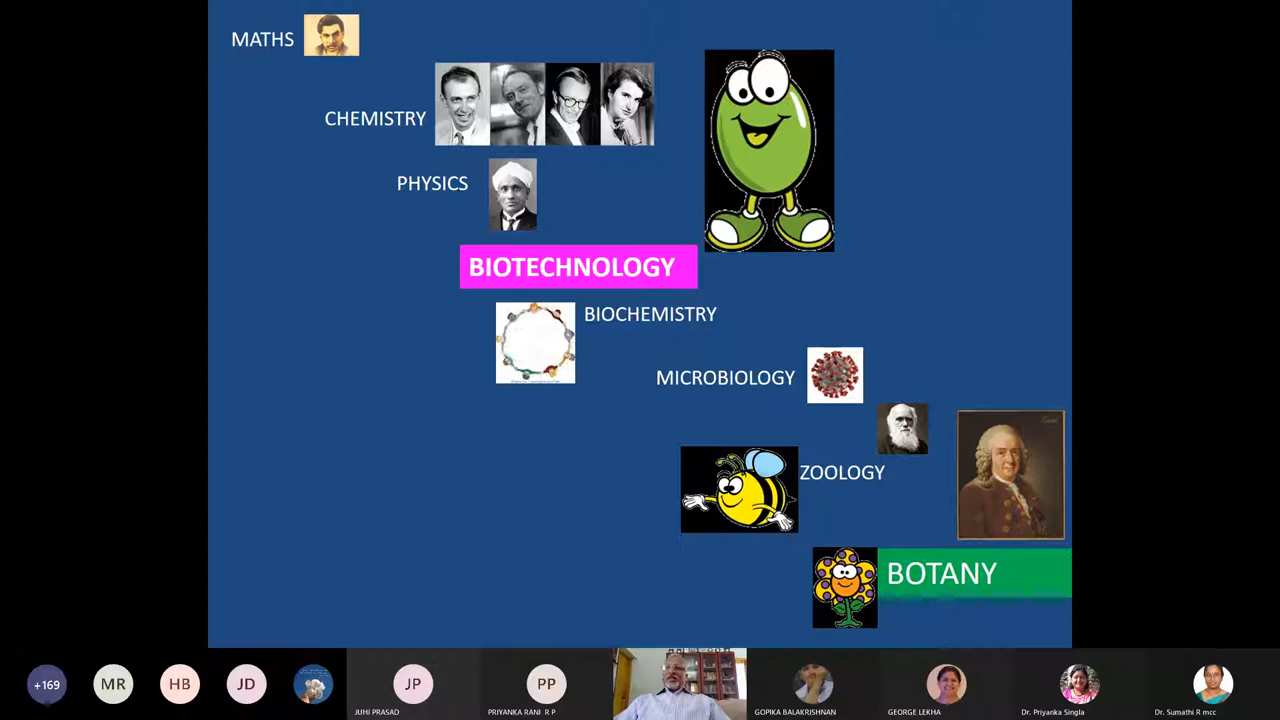 MATHS
CHEMISTRY
PHYSICS
BIOTECHNOLOGY
BIOCHEMISTRY
MICROBIOLOGY
ZOOLOGY
BOTANY
+169
MR
HB
JD
JP
PP
JUHI PRASAD
PRIYANKA RANI R P
GOPIKA BALAKRISHNAN
GEORGE LEKHA
Dr. Priyanka Singla
Dr. Sumathi R mcc